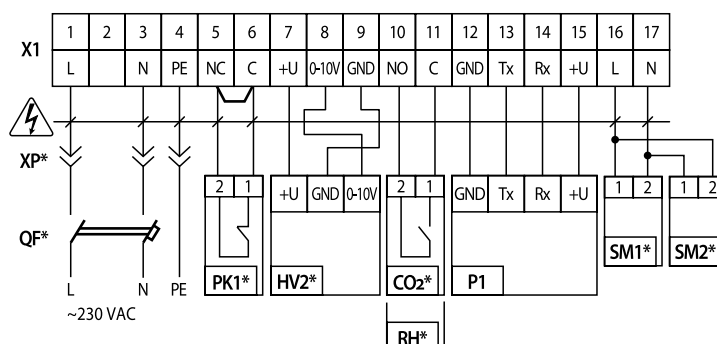 1 2 3 4 5 6 7 8 9 10 11 12 13 14 15 16 17
X1
L N PE NC C +U 0-10V GND NO C GND Tx Rx +U L N
XP*
2 1 +U GND 0-10V 2 1 GND Tx Rx +U 1 2 1 2
QF*
SM1* SM2*
PK1* HV2* CO2* P1
L N PE
~230 VAC
RH*